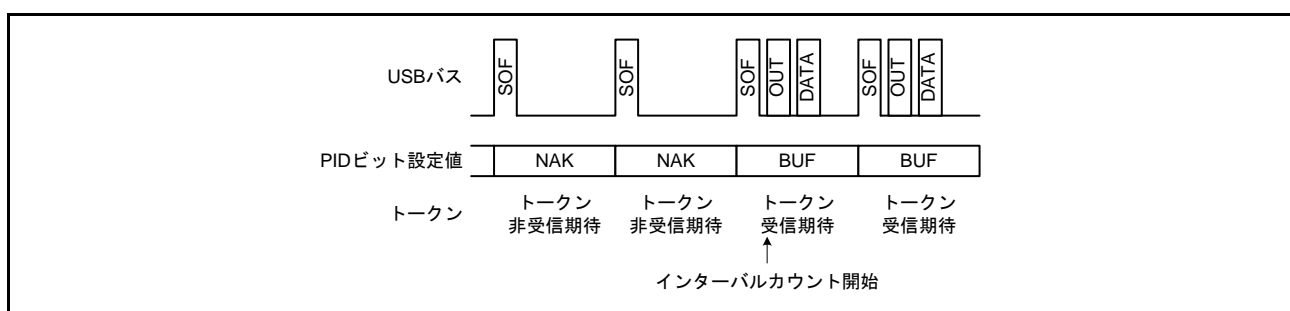 USBバス
SOF
SOF
SOF
OUT
DATA
SOF
OUT
DATA
PIDビット設定値
NAK
NAK
BUF
BUF
トークン
トークン
非受信期待
トークン
非受信期待
トークン
受信期待
トークン
受信期待
インターバルカウント開始